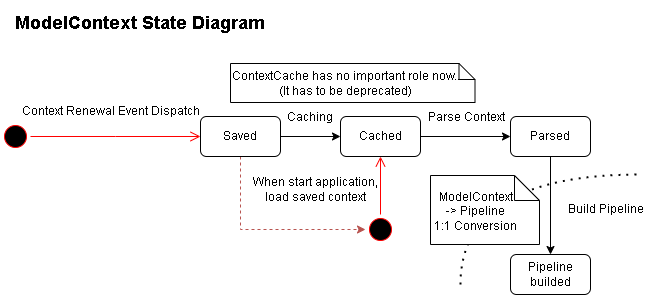 ModelContext State Diagram
ContextCache has no important role now.
(It has to be deprecated)
Context Renewal Event Dispatch
Saved
Caching
Cached
Parse Context
Parsed
When start application,
load saved context
ModelContext
-> Pipeline
1:1 Conversion
Build Pipeline
Pipeline
builded